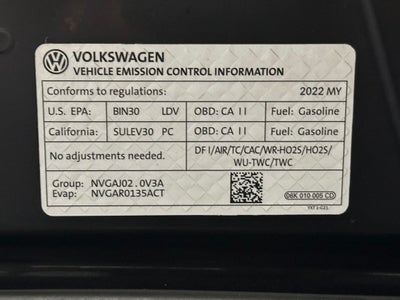 VOLKSWAGEN
VEHICLE EMISSION CONTROL INFORMATION
Conforms to regulations: 2022 MY
U.S. EPA: BIN30 LDV OBD: CA II Fuel: Gasoline
California: SULEV30 PC OBD: CA II Fuel: Gasoline
No adjustments needed. DFI/AIR/TC/CAC/WR-HO2S/HO2S/
WU-TWC/TWC
Group: NVGAJ02.0V3A
Evap: NVGAR0135ACT
06K 010 005 CD